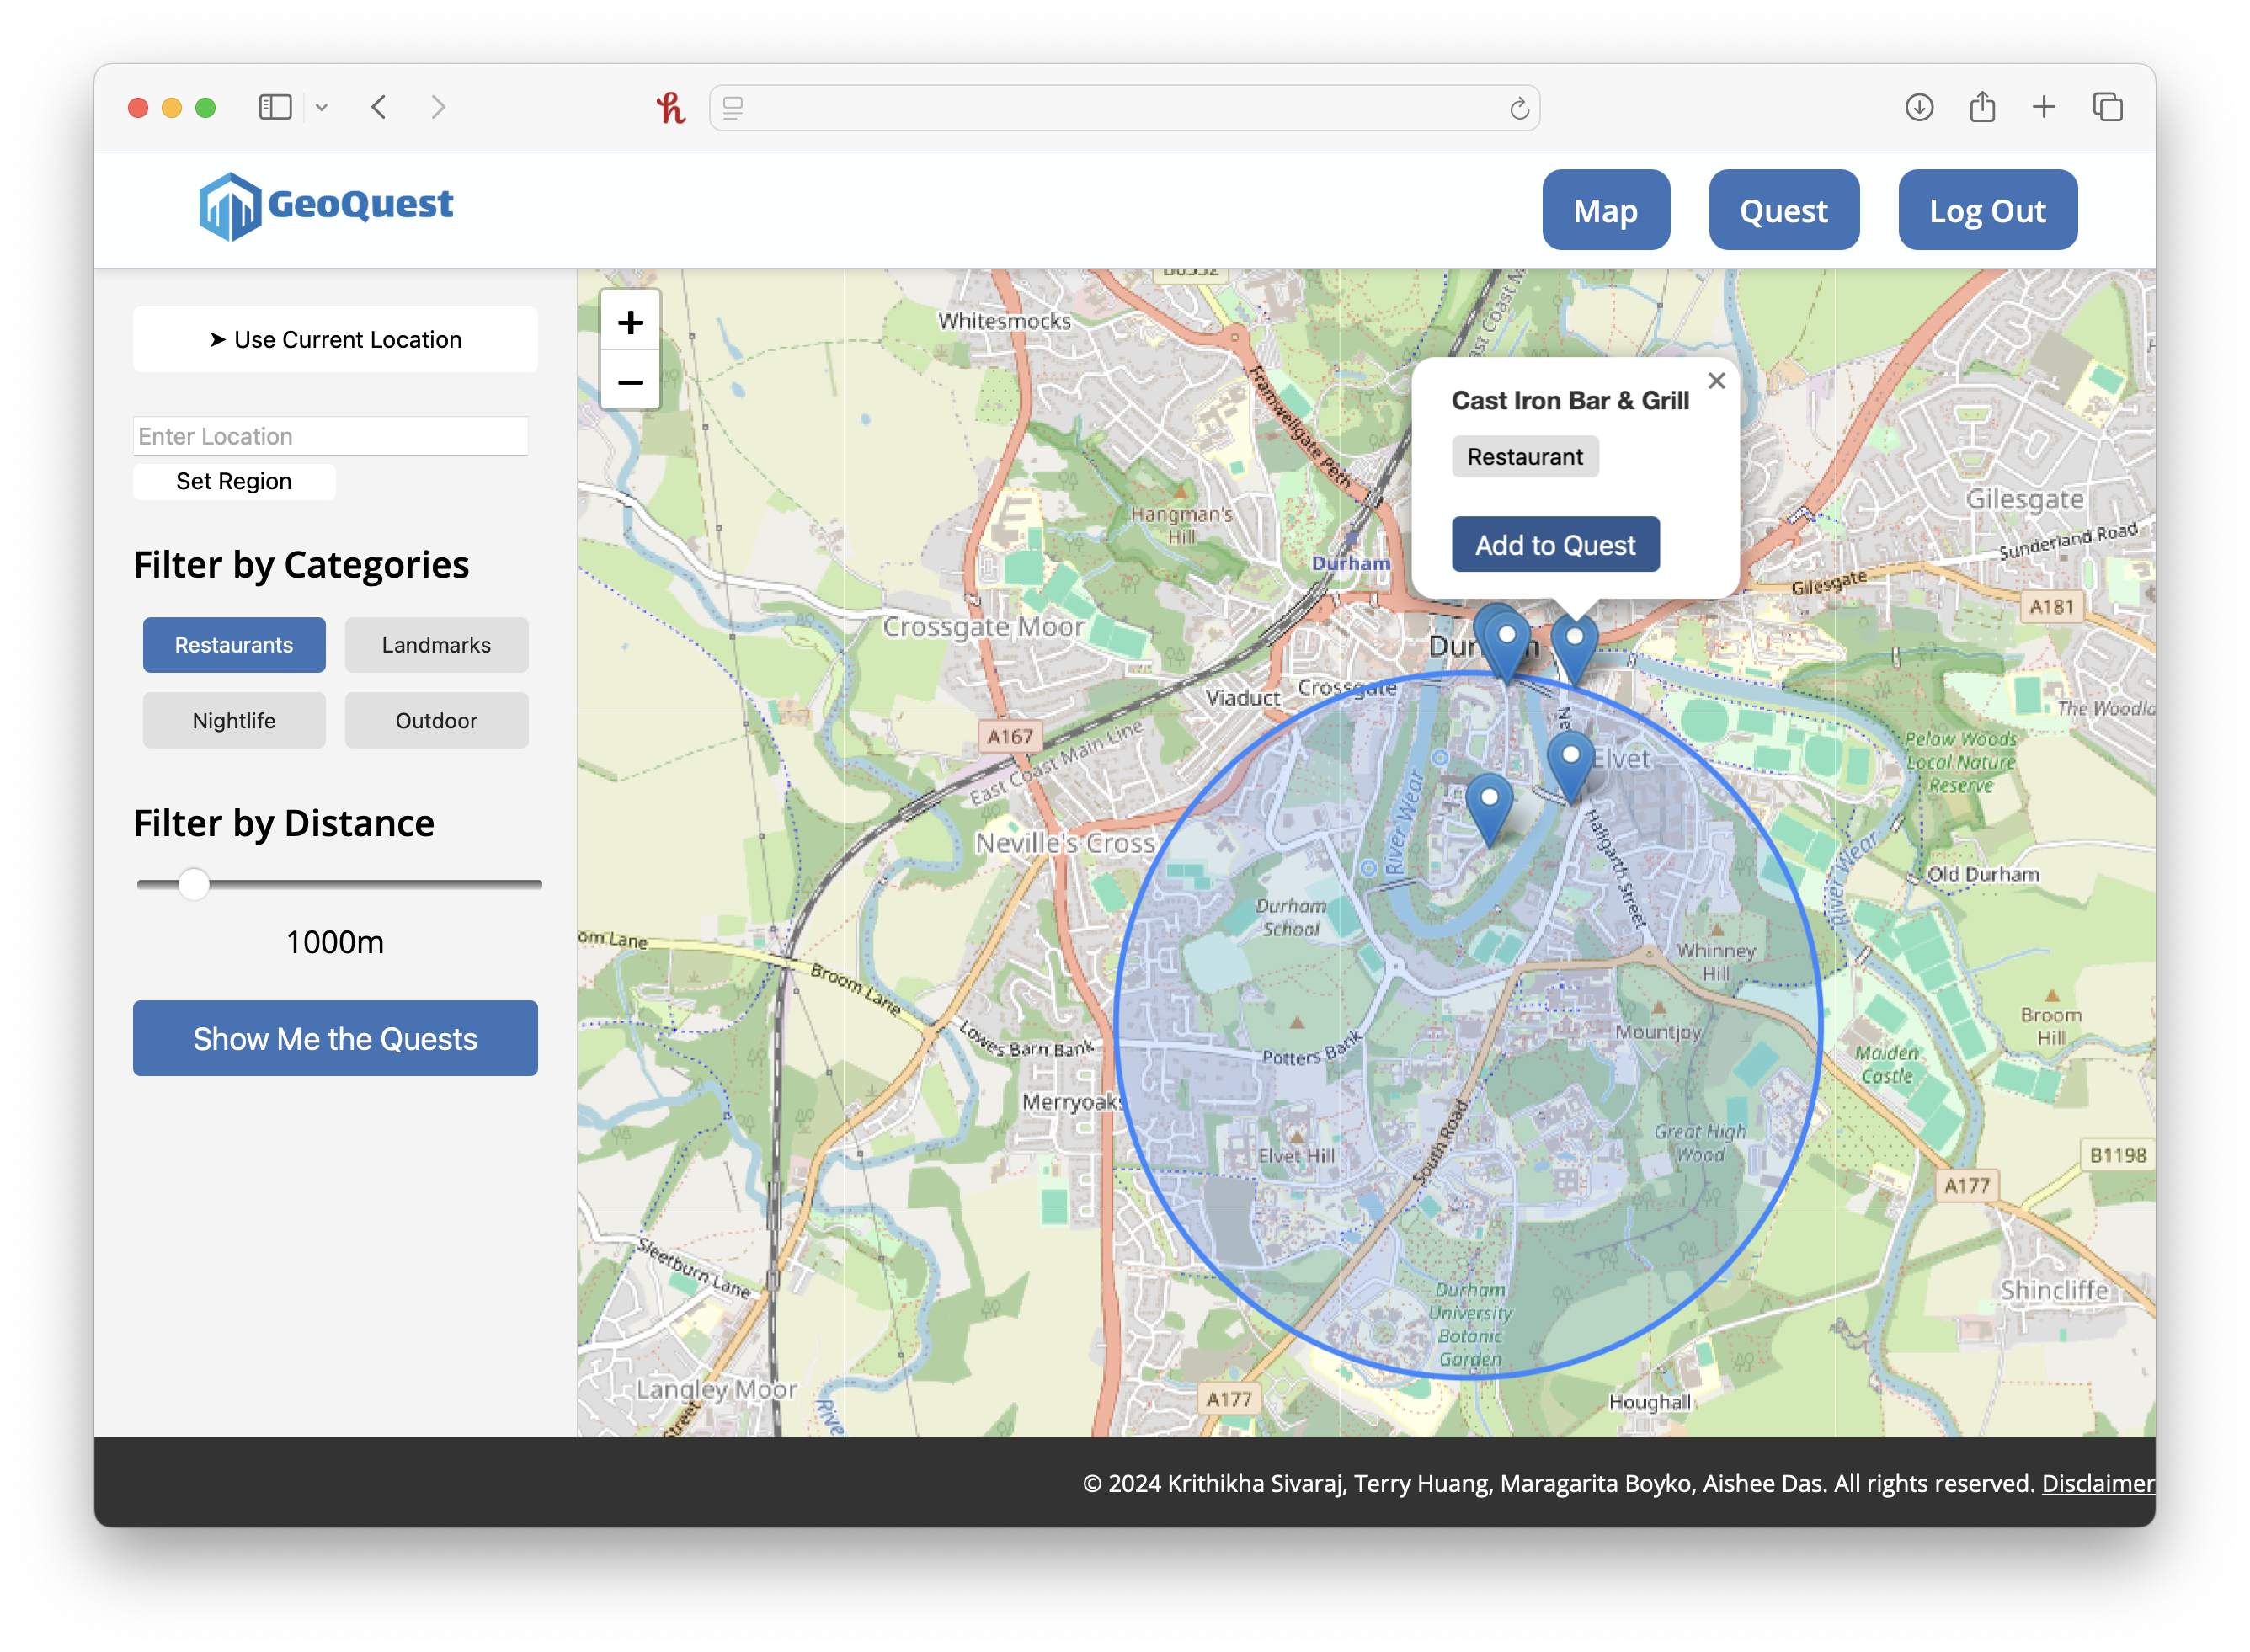 GeoQuest
Map
Quest
Log Out
➤ Use Current Location
Enter Location
Set Region
Filter by Categories
Restaurants
Landmarks
Nightlife
Outdoor
Filter by Distance
1000m
Show Me the Quests
+
−
Whitesmocks
Framwellgate Peth
Hangman's
Hill
Durham
Cast Iron Bar & Grill
Restaurant
Add to Quest
Gilesgate
Sunderland Road
Gilesgate
A181
Crossgate Moor
Viaduct
Crossgate
A167
East Coast Main Line
Elvet
Pelaw Woods
Local Nature
Reserve
Neville's Cross
River Wear
Hallgarth Street
River Wear
Old Durham
Durham
School
Whinney
Hill
Broom Lane
Lowes Barn Bank
Potters Bank
Mountjoy
Broom
Hill
Maiden
Castle
Merryoaks
Great High
Wood
Elvet Hill
South Road
B1198
A177
Sleetburn Lane
Durham
University
Botanic
Garden
Shincliffe
Langley Moor
A177
Houghall
© 2024 Krithikha Sivaraj, Terry Huang, Maragarita Boyko, Aishee Das. All rights reserved. Disclaimer